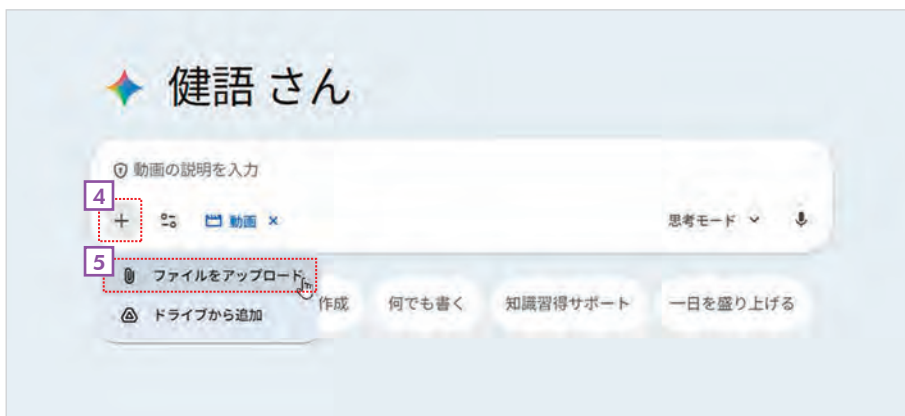 健語 さん
動画の説明を入力
4
動画 ×
思考モード
5
ファイルをアップロード
ドライブから追加
作成
何でも書く
知識習得サポート
一日を盛り上げる